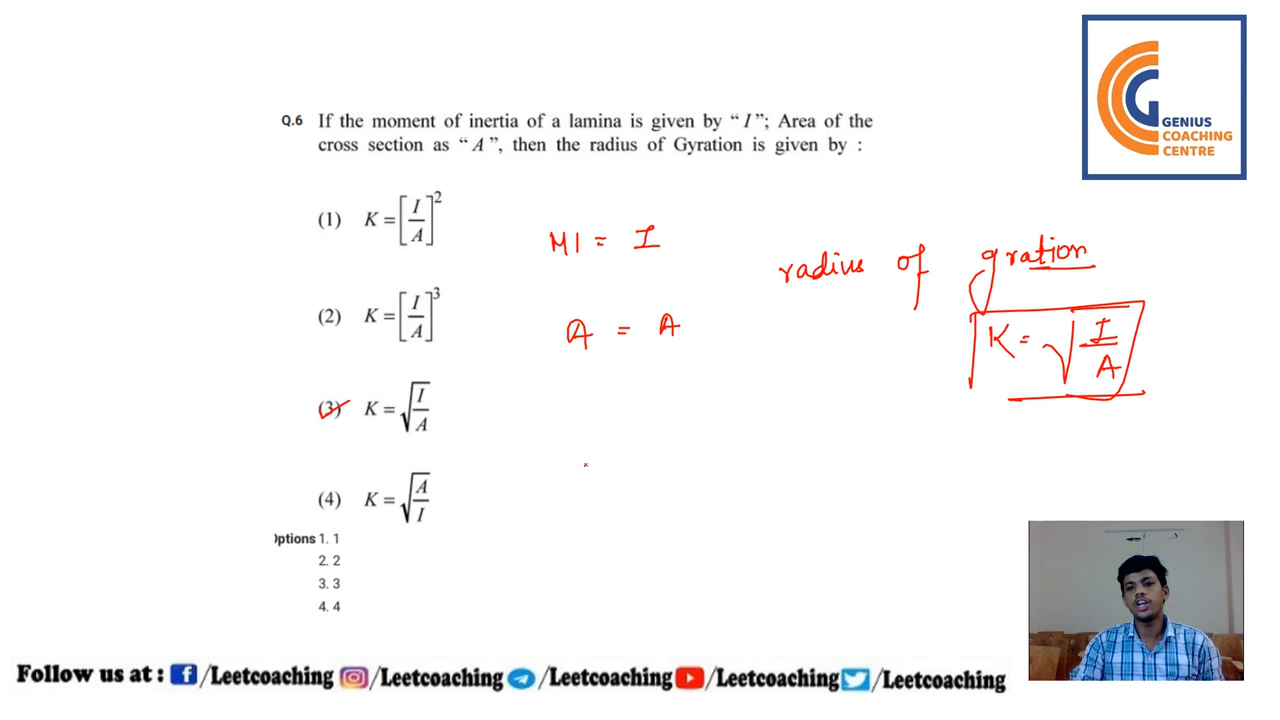 GENIUS
COACHING
CENTRE
Q.6 If the moment of inertia of a lamina is given by “I”; Area of the
cross section as “A”, then the radius of Gyration is given by :
(1) K = [I/A]^2
(2) K = [I/A]^3
(3) K = √(I/A)
(4) K = √(A/I)
MI = I
A = A
radius of gration
K = √(I/A)
ptions 1. 1
2. 2
3. 3
4. 4
Follow us at : /Leetcoaching /Leetcoaching /Leetcoaching /Leetcoaching /Leetcoaching